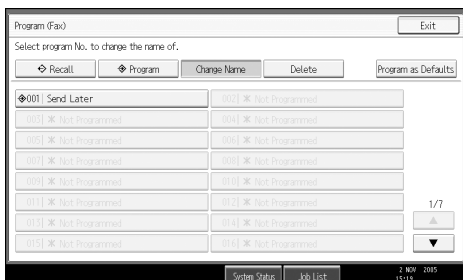 Program (Fax) Exit
Select program No. to change the name of.
Recall Program Change Name Delete Program as Defaults
001 Send Later 002 Not Programmed
003 Not Programmed 004 Not Programmed
005 Not Programmed 006 Not Programmed
007 Not Programmed 008 Not Programmed
009 Not Programmed 010 Not Programmed
011 Not Programmed 012 Not Programmed 1/7
013 Not Programmed 014 Not Programmed
015 Not Programmed 016 Not Programmed
System Status Job List 2 NOV 2005
15:19